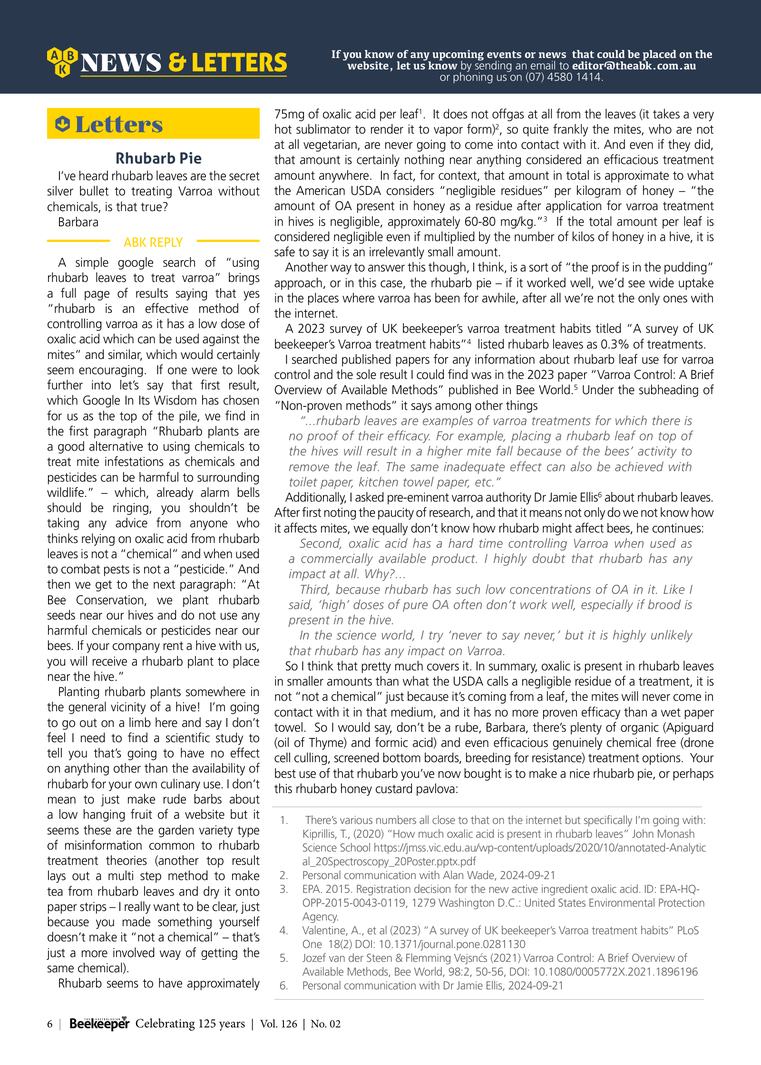 ABK
NEWS & LETTERS
If you know of any upcoming events or news that could be placed on the
website, let us know by sending an email to editor@theabk.com.au
or phoning us on (07) 4580 1414.
Letters
Rhubarb Pie
I've heard rhubarb leaves are the secret
silver bullet to treating Varroa without
chemicals, is that true?
Barbara
ABK REPLY
A simple google search of "using
rhubarb leaves to treat varroa" brings
a full page of results saying that yes
"rhubarb is an effective method of
controlling varroa as it has a low dose of
oxalic acid which can be used against the
mites" and similar, which would certainly
seem encouraging. If one were to look
further into let's say that first result,
which Google In Its Wisdom has chosen
for us as the top of the pile, we find in
the first paragraph "Rhubarb plants are
a good alternative to using chemicals to
treat mite infestations as chemicals and
pesticides can be harmful to surrounding
wildlife." – which, already alarm bells
should be ringing, you shouldn't be
taking any advice from anyone who
thinks relying on oxalic acid from rhubarb
leaves is not a "chemical" and when used
to combat pests is not a "pesticide." And
then we get to the next paragraph: "At
Bee Conservation, we plant rhubarb
seeds near our hives and do not use any
harmful chemicals or pesticides near our
bees. If your company rent a hive with us,
you will receive a rhubarb plant to place
near the hive."
Planting rhubarb plants somewhere in
the general vicinity of a hive! I'm going
to go out on a limb here and say I don't
feel I need to find a scientific study to
tell you that's going to have no effect
on anything other than the availability of
rhubarb for your own culinary use. I don't
mean to just make rude barbs about
a low hanging fruit of a website but it
seems these are the garden variety type
of misinformation common to rhubarb
treatment theories (another top result
lays out a multi step method to make
tea from rhubarb leaves and dry it onto
paper strips – I really want to be clear, just
because you made something yourself
doesn't make it "not a chemical" – that's
just a more involved way of getting the
same chemical).
Rhubarb seems to have approximately
75mg of oxalic acid per leaf¹. It does not offgas at all from the leaves (it takes a very
hot sublimator to render it to vapor form)², so quite frankly the mites, who are not
at all vegetarian, are never going to come into contact with it. And even if they did,
that amount is certainly nothing near anything considered an efficacious treatment
amount anywhere. In fact, for context, that amount in total is approximate to what
the American USDA considers "negligible residues" per kilogram of honey – "the
amount of OA present in honey as a residue after application for varroa treatment
in hives is negligible, approximately 60-80 mg/kg."³ If the total amount per leaf is
considered negligible even if multiplied by the number of kilos of honey in a hive, it is
safe to say it is an irrelevantly small amount.
Another way to answer this though, I think, is a sort of "the proof is in the pudding"
approach, or in this case, the rhubarb pie – if it worked well, we'd see wide uptake
in the places where varroa has been for awhile, after all we're not the only ones with
the internet.
A 2023 survey of UK beekeeper's varroa treatment habits titled "A survey of UK
beekeeper's Varroa treatment habits"⁴ listed rhubarb leaves as 0.3% of treatments.
I searched published papers for any information about rhubarb leaf use for varroa
control and the sole result I could find was in the 2023 paper "Varroa Control: A Brief
Overview of Available Methods" published in Bee World.⁵ Under the subheading of
"Non-proven methods" it says among other things
"...rhubarb leaves are examples of varroa treatments for which there is
no proof of their efficacy. For example, placing a rhubarb leaf on top of
the hives will result in a higher mite fall because of the bees' activity to
remove the leaf. The same inadequate effect can also be achieved with
toilet paper, kitchen towel paper, etc."
Additionally, I asked pre-eminent varroa authority Dr Jamie Ellis⁶ about rhubarb leaves.
After first noting the paucity of research, and that it means not only do we not know how
it affects mites, we equally don't know how rhubarb might affect bees, he continues:
Second, oxalic acid has a hard time controlling Varroa when used as
a commercially available product. I highly doubt that rhubarb has any
impact at all. Why?...
Third, because rhubarb has such low concentrations of OA in it. Like I
said, 'high' doses of pure OA often don't work well, especially if brood is
present in the hive.
In the science world, I try 'never to say never,' but it is highly unlikely
that rhubarb has any impact on Varroa.
So I think that pretty much covers it. In summary, oxalic is present in rhubarb leaves
in smaller amounts than what the USDA calls a negligible residue of a treatment, it is
not "not a chemical" just because it's coming from a leaf, the mites will never come in
contact with it in that medium, and it has no more proven efficacy than a wet paper
towel. So I would say, don't be a rube, Barbara, there's plenty of organic (Apiguard
(oil of Thyme) and formic acid) and even efficacious genuinely chemical free (drone
cell culling, screened bottom boards, breeding for resistance) treatment options. Your
best use of that rhubarb you've now bought is to make a nice rhubarb pie, or perhaps
this rhubarb honey custard pavlova:
1. There's various numbers all close to that on the internet but specifically I'm going with:
Kiprillis, T., (2020) "How much oxalic acid is present in rhubarb leaves" John Monash
Science School https://jmss.vic.edu.au/wp-content/uploads/2020/10/annotated-Analytic
al_20Spectroscopy_20Poster.pptx.pdf
2. Personal communication with Alan Wade, 2024-09-21
3. EPA. 2015. Registration decision for the new active ingredient oxalic acid. ID: EPA-HQ-
OPP-2015-0043-0119, 1279 Washington D.C.: United States Environmental Protection
Agency.
4. Valentine, A., et al (2023) "A survey of UK beekeeper's Varroa treatment habits" PLoS
One 18(2) DOI: 10.1371/journal.pone.0281130
5. Jozef van der Steen & Flemming Vejsnćs (2021) Varroa Control: A Brief Overview of
Available Methods, Bee World, 98:2, 50-56, DOI: 10.1080/0005772X.2021.1896196
6. Personal communication with Dr Jamie Ellis, 2024-09-21
6 | Beekeeper Celebrating 125 years | Vol. 126 | No. 02